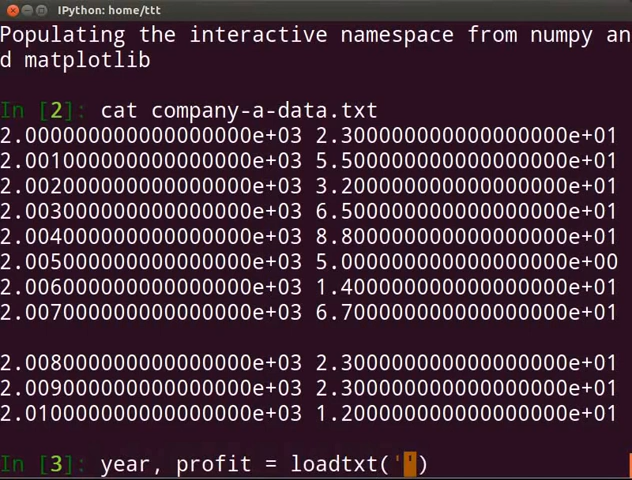 IPython: home/ttt
Populating the interactive namespace from numpy an
d matplotlib
In [2]: cat company-a-data.txt
2.000000000000000000e+03 2.300000000000000000e+01
2.001000000000000000e+03 5.500000000000000000e+01
2.002000000000000000e+03 3.200000000000000000e+01
2.003000000000000000e+03 6.500000000000000000e+01
2.004000000000000000e+03 8.800000000000000000e+01
2.005000000000000000e+03 5.000000000000000000e+00
2.006000000000000000e+03 1.400000000000000000e+01
2.007000000000000000e+03 6.700000000000000000e+01
2.008000000000000000e+03 2.300000000000000000e+01
2.009000000000000000e+03 2.300000000000000000e+01
2.010000000000000000e+03 1.200000000000000000e+01
In [3]: year, profit = loadtxt('')